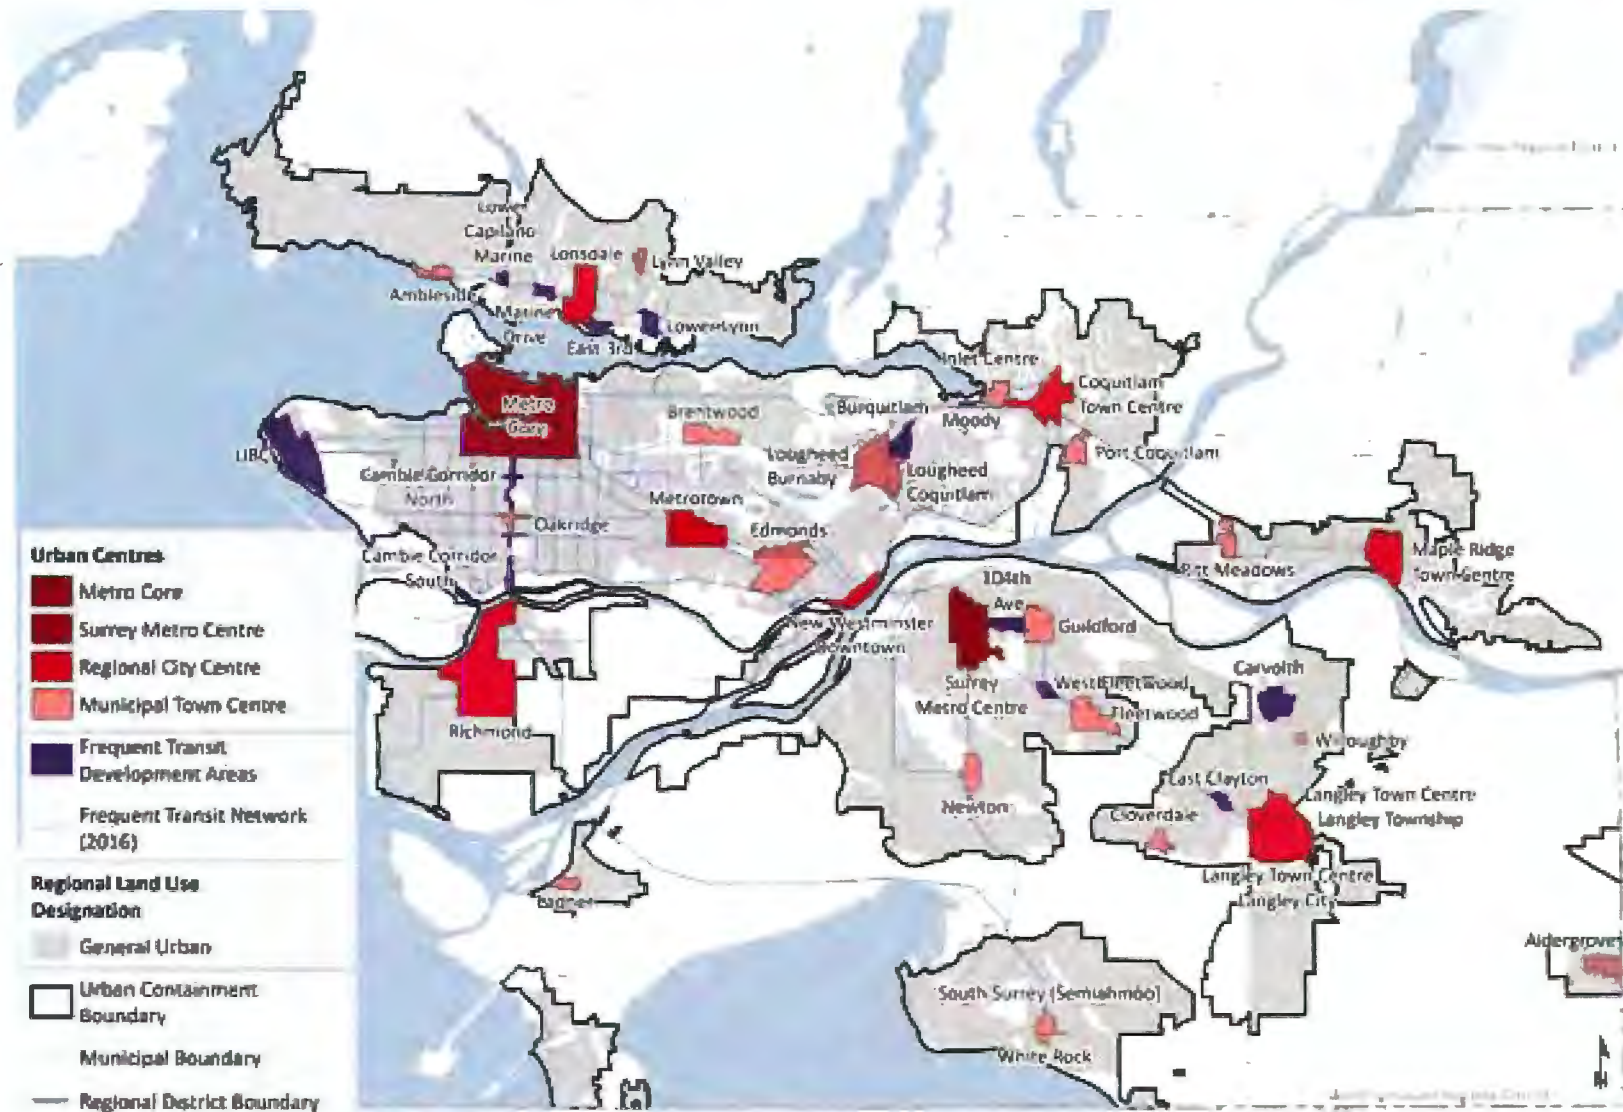 Lower
Capilano
Marine
Lonsdale
Lynn Valley
Ambleside
Marine
Drive
East 3rd
Lower Lynn
Inlet Centre
Coquitlam
Town Centre
Metro
Core
Brentwood
Burquitlam
Moody
UBC
Lougheed
Burnaby
Lougheed
Coquitlam
Port Coquitlam
Cambie Corridor
North
Metrotown
Oakridge
Edmonds
Cambie Corridor
South
Pitt Meadows
Maple Ridge
Town Centre
104th
Ave
Guildford
New Westminster
Downtown
Surrey
Metro Centre
West Fleetwood
Fleetwood
Carvolth
Richmond
Willoughby
East Clayton
Newton
Cloverdale
Langley Town Centre
Langley Township
Langley Town Centre
Langley City
Ladner
Aldergrove
South Surrey (Semiahmoo)
White Rock
Urban Centres
Metro Core
Surrey Metro Centre
Regional City Centre
Municipal Town Centre
Frequent Transit
Development Areas
Frequent Transit Network
(2016)
Regional Land Use
Designation
General Urban
Urban Containment
Boundary
Municipal Boundary
Regional District Boundary
N